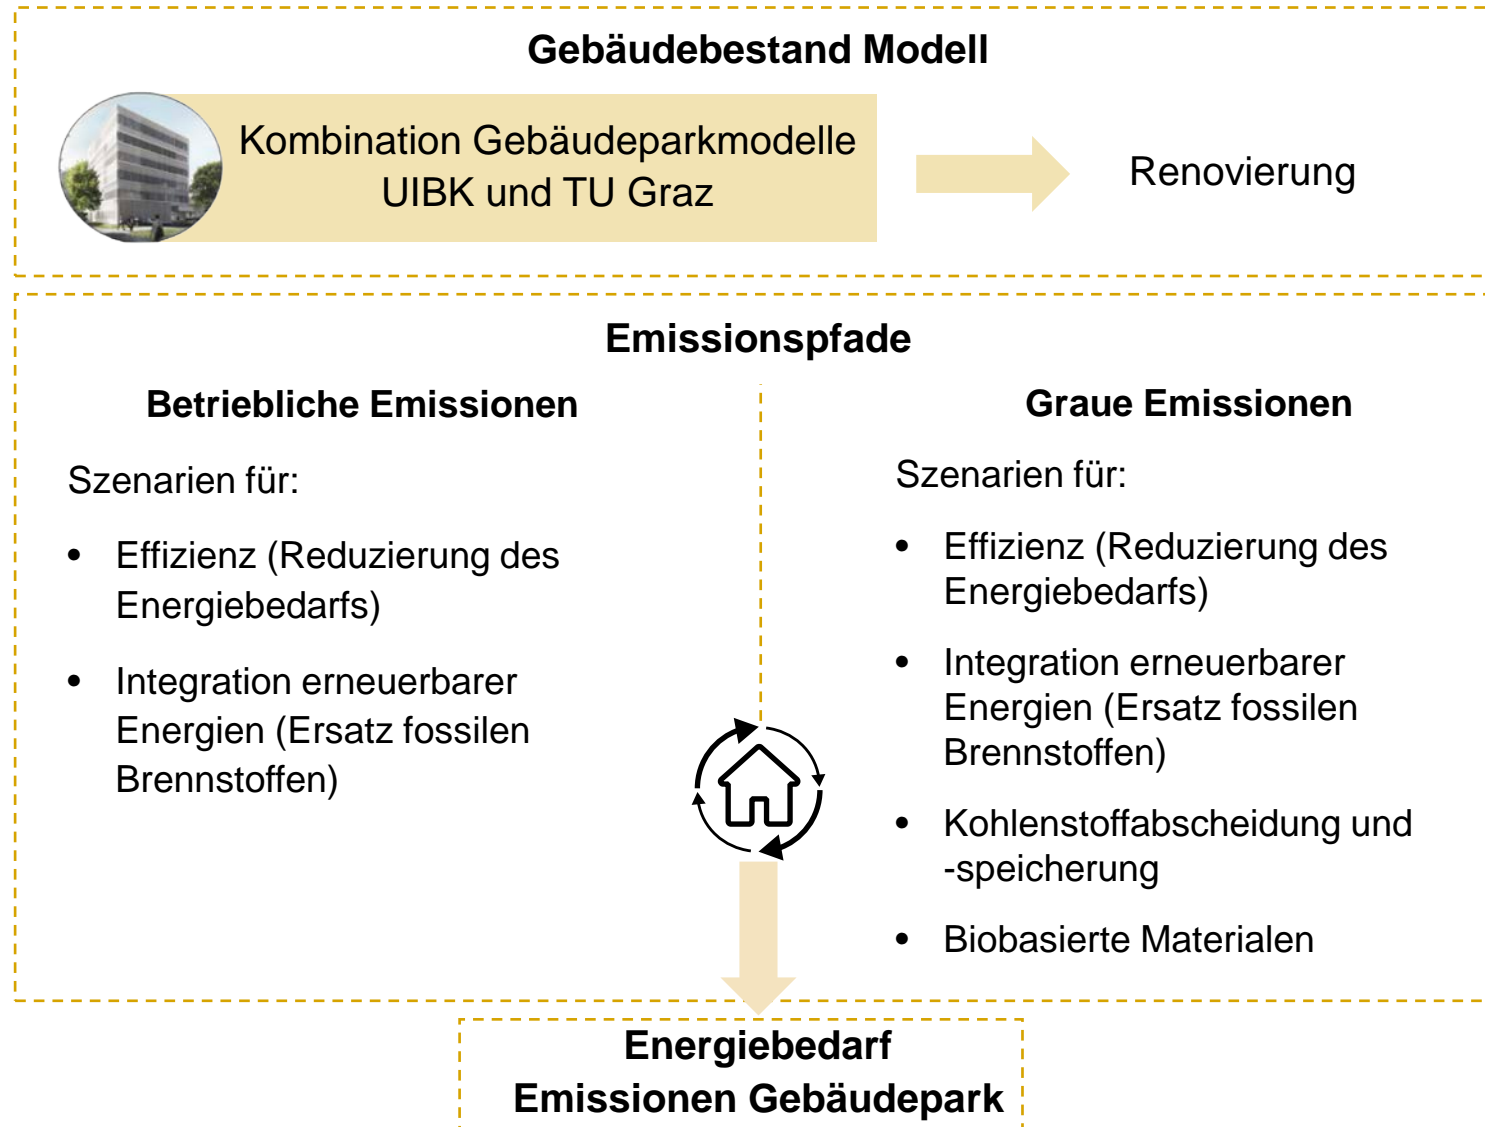 Gebäudebestand Modell
Kombination Gebäudeparkmodelle
UIBK und TU Graz
Renovierung
Emissionspfade
Betriebliche Emissionen
Szenarien für:
• Effizienz (Reduzierung des
Energiebedarfs)
• Integration erneuerbarer
Energien (Ersatz fossilen
Brennstoffen)
Graue Emissionen
Szenarien für:
• Effizienz (Reduzierung des
Energiebedarfs)
• Integration erneuerbarer
Energien (Ersatz fossilen
Brennstoffen)
• Kohlenstoffabscheidung und
-speicherung
• Biobasierte Materialen
Energiebedarf
Emissionen Gebäudepark